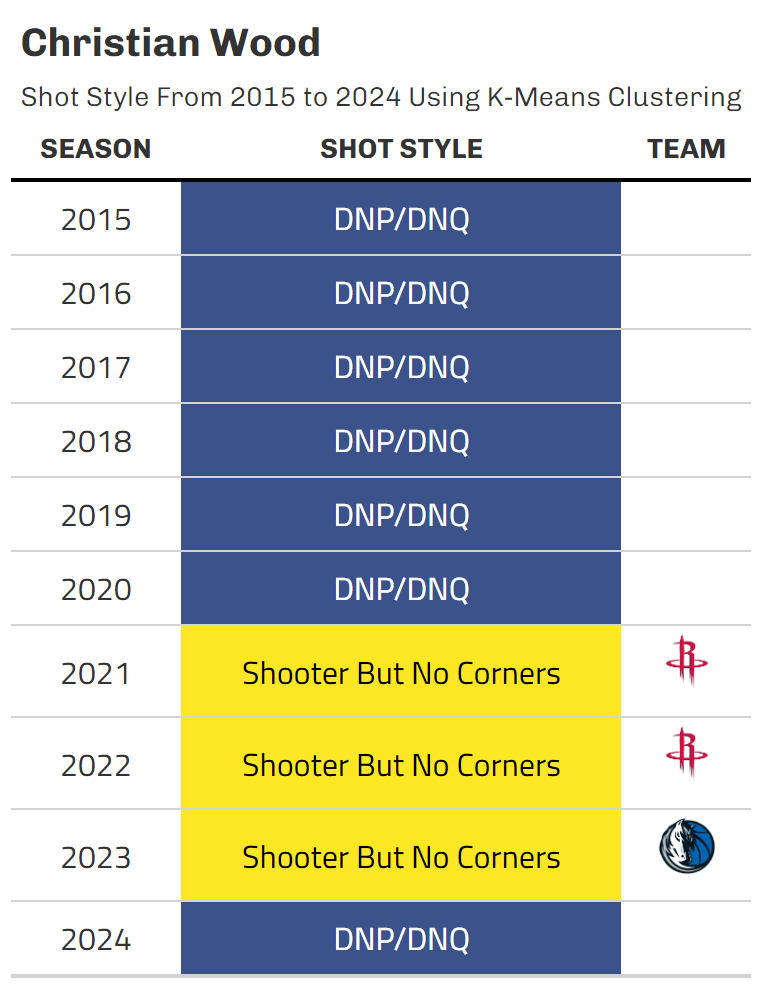 Christian Wood
Shot Style From 2015 to 2024 Using K-Means Clustering
SEASON SHOT STYLE TEAM
2015 DNP/DNQ
2016 DNP/DNQ
2017 DNP/DNQ
2018 DNP/DNQ
2019 DNP/DNQ
2020 DNP/DNQ
2021 Shooter But No Corners R
2022 Shooter But No Corners R
2023 Shooter But No Corners
2024 DNP/DNQ